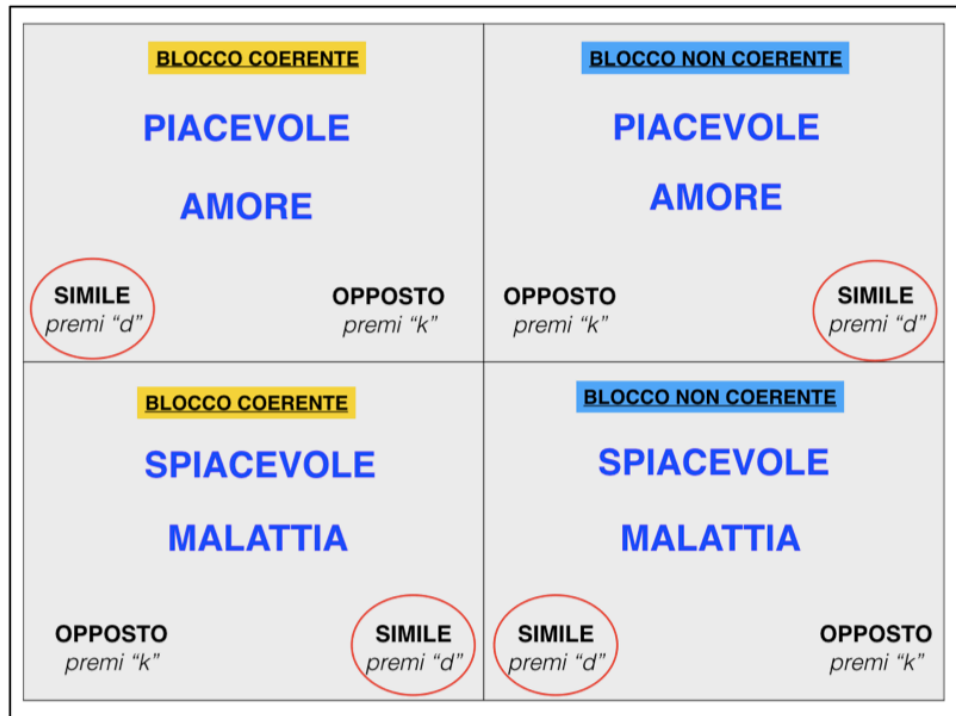 BLOCCO COERENTE
PIACEVOLE
AMORE
SIMILE
premi “d”
OPPOSTO
premi “k”
BLOCCO NON COERENTE
PIACEVOLE
AMORE
OPPOSTO
premi “k”
SIMILE
premi “d”
BLOCCO COERENTE
SPIACEVOLE
MALATTIA
OPPOSTO
premi “k”
SIMILE
premi “d”
BLOCCO NON COERENTE
SPIACEVOLE
MALATTIA
SIMILE
premi “d”
OPPOSTO
premi “k”